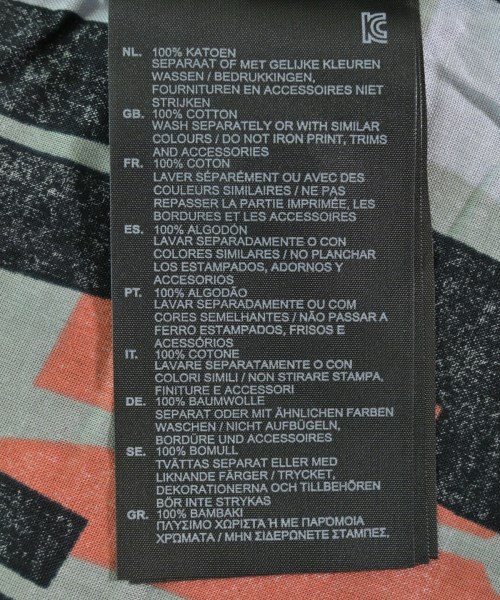 KC
NL. 100% KATOEN
SEPARAAT OF MET GELIJKE KLEUREN
WASSEN / BEDRUKKINGEN,
FOURNITUREN EN ACCESSOIRES NIET
STRIJKEN
GB. 100% COTTON
WASH SEPARATELY OR WITH SIMILAR
COLOURS / DO NOT IRON PRINT, TRIMS
AND ACCESSORIES
FR. 100% COTON
LAVER SÉPARÉMENT OU AVEC DES
COULEURS SIMILAIRES / NE PAS
REPASSER LA PARTIE IMPRIMÉE, LES
BORDURES ET LES ACCESSOIRES
ES. 100% ALGODÓN
LAVAR SEPARADAMENTE O CON
COLORES SIMILARES / NO PLANCHAR
LOS ESTAMPADOS, ADORNOS Y
ACCESORIOS
PT. 100% ALGODÃO
LAVAR SEPARADAMENTE OU COM
CORES SEMELHANTES / NÃO PASSAR A
FERRO ESTAMPADOS, FRISOS E
ACESSÓRIOS
IT. 100% COTONE
LAVARE SEPARATAMENTE O CON
COLORI SIMILI / NON STIRARE STAMPA,
FINITURE E ACCESSORI
DE. 100% BAUMWOLLE
SEPARAT ODER MIT ÄHNLICHEN FARBEN
WASCHEN / NICHT AUFBÜGELN,
BORDÜRE UND ACCESSOIRES
SE. 100% BOMULL
TVÄTTAS SEPARAT ELLER MED
LIKNANDE FÄRGER / TRYCKET,
DEKORATIONERNA OCH TILLBEHÖREN
BÖR INTE STRYKAS
GR. 100% ΒΑΜΒΑΚΙ
ΠΛΥΣΙΜΟ ΧΩΡΙΣΤΑ Ή ΜΕ ΠΑΡΌΜΟΙΑ
ΧΡΩΜΑΤΑ / ΜΗΝ ΣΙΔΕΡΩΝΕΤΕ ΣΤΑΜΠΕΣ,